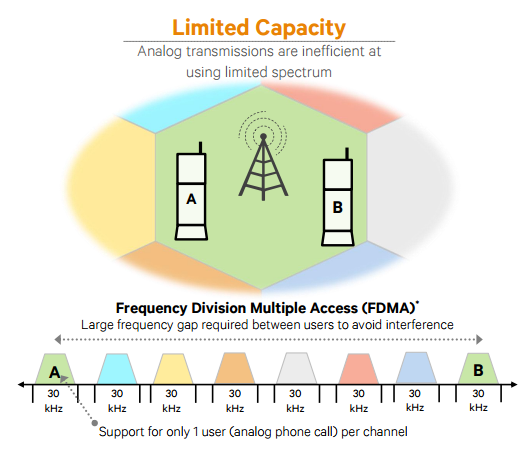 Limited Capacity
Analog transmissions are inefficient at
using limited spectrum
A
B
Frequency Division Multiple Access (FDMA)*
Large frequency gap required between users to avoid interference
A
B
30 30 30 30 30 30 30 30
kHz kHz kHz kHz kHz kHz kHz kHz
Support for only 1 user (analog phone call) per channel